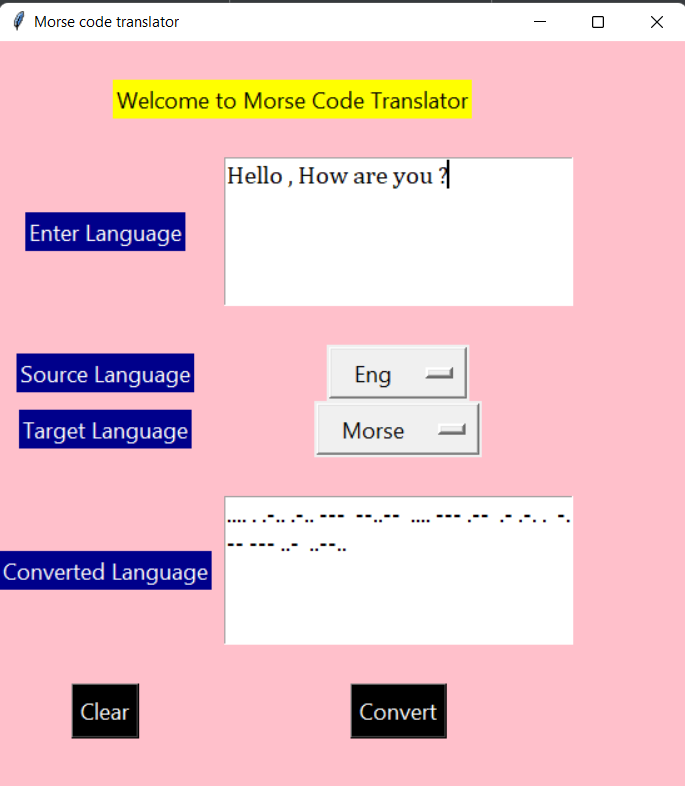 Morse code translator
Welcome to Morse Code Translator
Hello , How are you ?
Enter Language
Source Language
Eng
Target Language
Morse
.... . .-.. .-.. ---  --..--  .... --- .--  .- .-. .  -.
-- --- ..-  ..--..
Converted Language
Clear
Convert